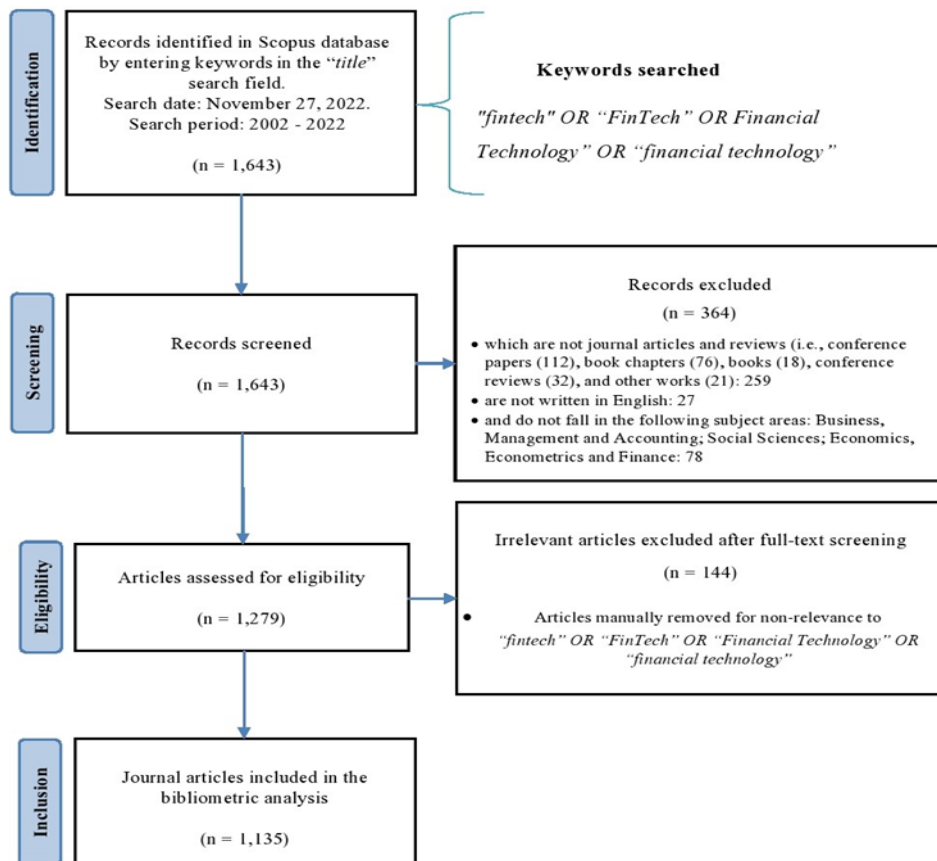 Identification
Records identified in Scopus database
by entering keywords in the “title”
search field.
Search date: November 27, 2022.
Search period: 2002 - 2022
(n = 1,643)
Keywords searched
"fintech" OR “FinTech” OR Financial
Technology” OR “financial technology”
Screening
Records screened
(n = 1,643)
Records excluded
(n = 364)
• which are not journal articles and reviews (i.e., conference
papers (112), book chapters (76), books (18), conference
reviews (32), and other works (21): 259
• are not written in English: 27
• and do not fall in the following subject areas: Business,
Management and Accounting; Social Sciences; Economics,
Econometrics and Finance: 78
Eligibility
Articles assessed for eligibility
(n = 1,279)
Irrelevant articles excluded after full-text screening
(n = 144)
• Articles manually removed for non-relevance to
“fintech” OR “FinTech” OR “Financial Technology” OR
“financial technology”
Inclusion
Journal articles included in the
bibliometric analysis
(n = 1,135)